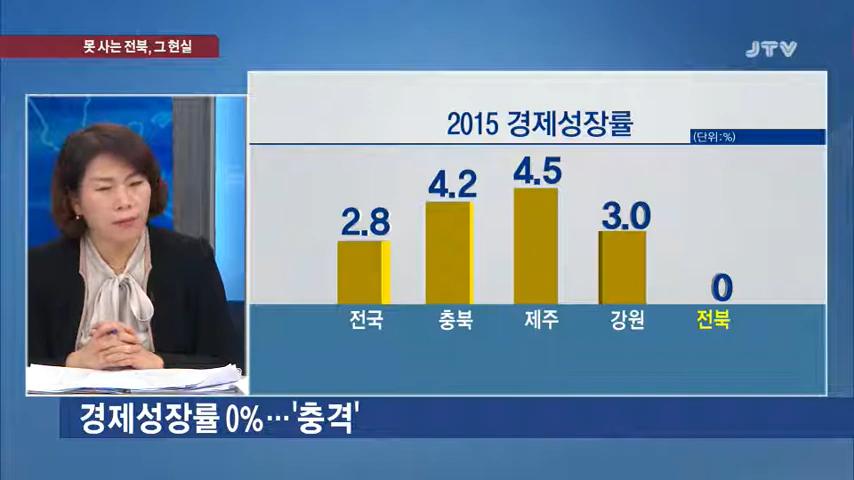 못 사는 전북, 그 현실
JTV
2015 경제성장률
(단위:%)
2.8
4.2
4.5
3.0
0
전국
충북
제주
강원
전북
경제성장률 0%…'충격'